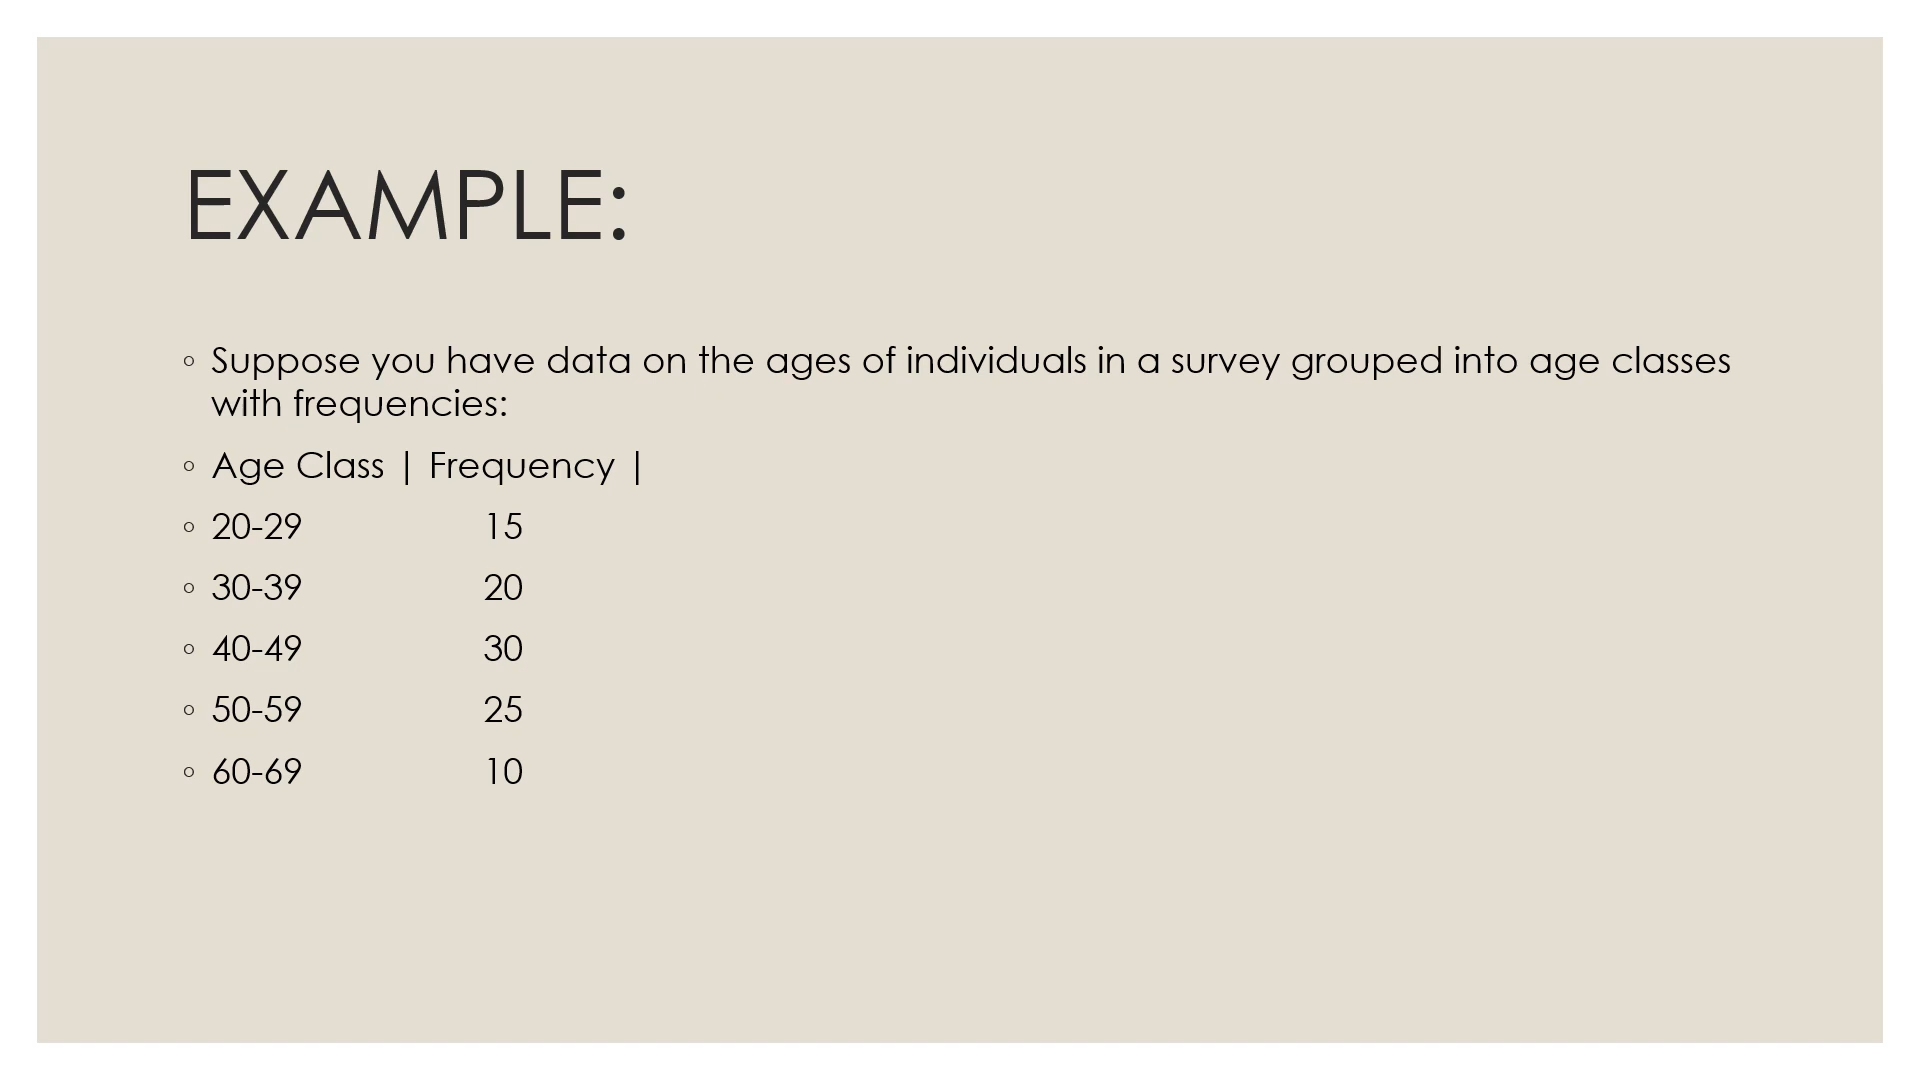 EXAMPLE:
◦ Suppose you have data on the ages of individuals in a survey grouped into age classes
with frequencies:
◦ Age Class | Frequency |
◦ 20-29 15
◦ 30-39 20
◦ 40-49 30
◦ 50-59 25
◦ 60-69 10